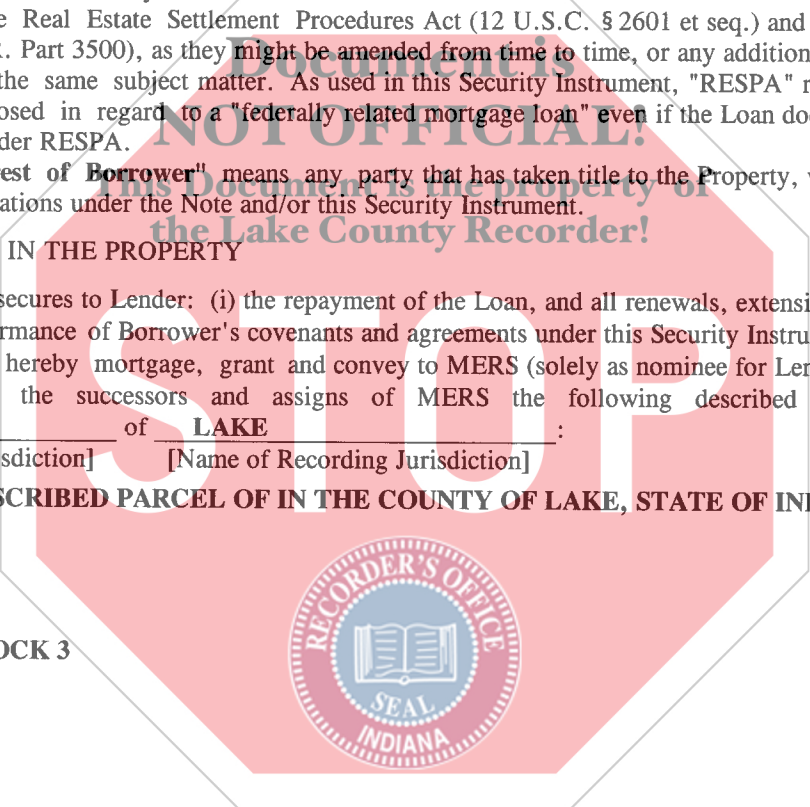 e Real Estate Settlement Procedures Act (12 U.S.C. § 2601 et seq.) and
. Part 3500), as they might be amended from time to time, or any addition
Document is
the same subject matter. As used in this Security Instrument, "RESPA" r
osed in regard to a "federally related mortgage loan" even if the Loan do
NOT OFFICIAL!
der RESPA.
rest of Borrower" means any party that has taken title to the Property,
This Document is the property of
ations under the Note and/or this Security Instrument.
the Lake County Recorder!
IN THE PROPERTY
secures to Lender: (i) the repayment of the Loan, and all renewals, extensi
rmance of Borrower's covenants and agreements under this Security Instru
hereby mortgage, grant and convey to MERS (solely as nominee for Len
the successors and assigns of MERS the following described
STOP
of LAKE :
sdiction] [Name of Recording Jurisdiction]
SCRIBED PARCEL OF IN THE COUNTY OF LAKE, STATE OF IN
RECORDER'S OFFICE
OCK 3
SEAL
INDIANA